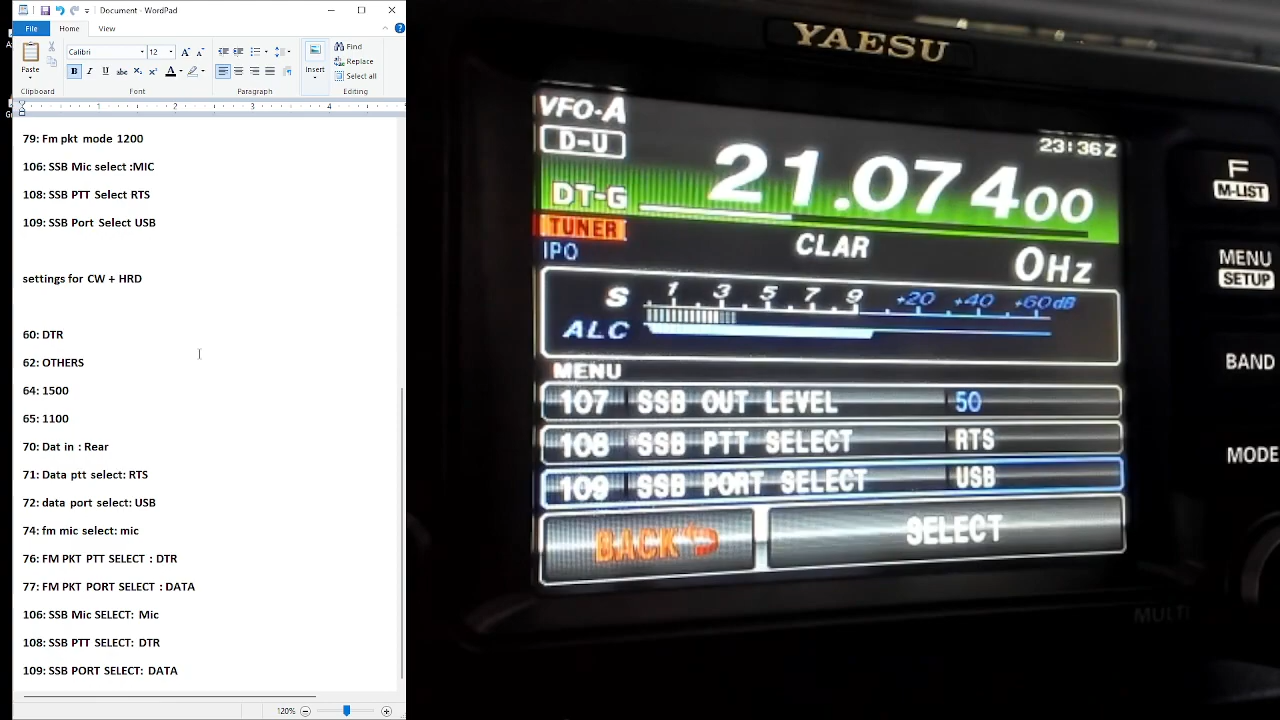 Document - WordPad
File Home View
Calibri 12
Paste
Clipboard
B I U abc X₂ X² A
Font
Paragraph
Insert
Find
Replace
Select all
Editing
1 2 3 4
79: Fm pkt mode 1200
106: SSB Mic select :MIC
108: SSB PTT Select RTS
109: SSB Port Select USB
settings for CW + HRD
60: DTR
62: OTHERS
64: 1500
65: 1100
70: Dat in : Rear
71: Data ptt select: RTS
72: data port select: USB
74: fm mic select: mic
76: FM PKT PTT SELECT : DTR
77: FM PKT PORT SELECT : DATA
106: SSB Mic SELECT: Mic
108: SSB PTT SELECT: DTR
109: SSB PORT SELECT: DATA
120%
YAESU
VFO-A
D-U
23:36Z
21.07400
DT-G
TUNER
IPO
CLAR 0Hz
S 1 3 5 7 9 +20 +40 +60dB
ALC
MENU
107 SSB OUT LEVEL 50
108 SSB PTT SELECT RTS
109 SSB PORT SELECT USB
BACK SELECT
F
M-LIST
MENU
SETUP
BAND
MODE
MULTI